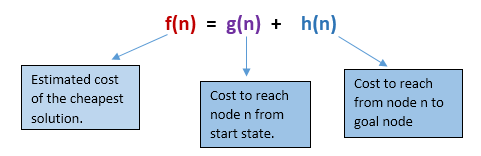 f(n) = g(n) + h(n)
Estimated cost
of the cheapest
solution.
Cost to reach
node n from
start state.
Cost to reach
from node n to
goal node